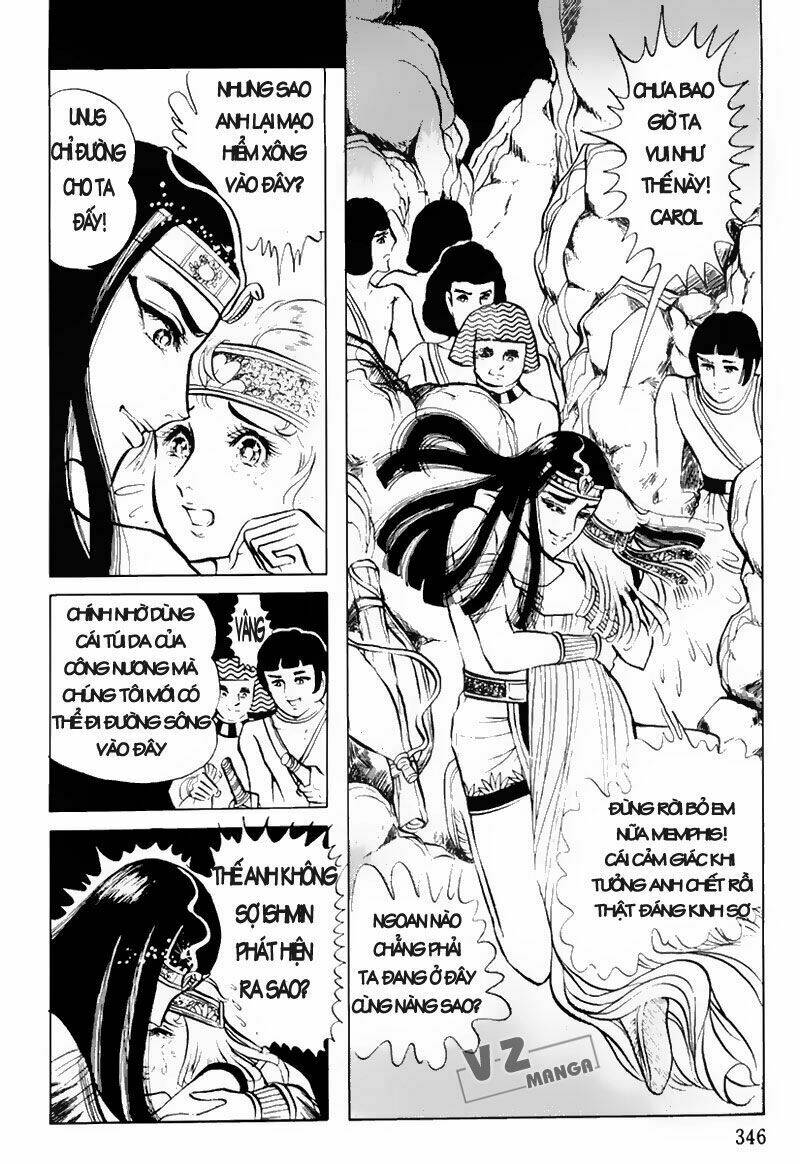 CHƯA BAO
GIỜ TA
VUI NHƯ
THẾ NÀY!
CAROL
ĐỪNG RỜI BỎ EM
NỮA MEMPHIS!
CÁI CẢM GIÁC KHI
TƯỞNG ANH CHẾT RỒI
THẬT ĐÁNG KINH SỢ
NGOAN NÀO
CHẲNG PHẢI
TA ĐANG Ở ĐÂY
CÙNG NÀNG SAO?
NHƯNG SAO
ANH LẠI MẠO
HIỂM XÔNG
VÀO ĐÂY?
UNUS
CHỈ ĐƯỜNG
CHO TA
ĐẤY!
VÂNG
CHÍNH NHỜ DÙNG
CÁI TÚI DA CỦA
CÔNG NƯƠNG MÀ
CHÚNG TÔI MỚI CÓ
THỂ ĐI ĐƯỜNG SÔNG
VÀO ĐÂY
THẾ ANH KHÔNG
SỢ ISHMIN
PHÁT HIỆN
RA SAO?
V-Z
MANGA
346